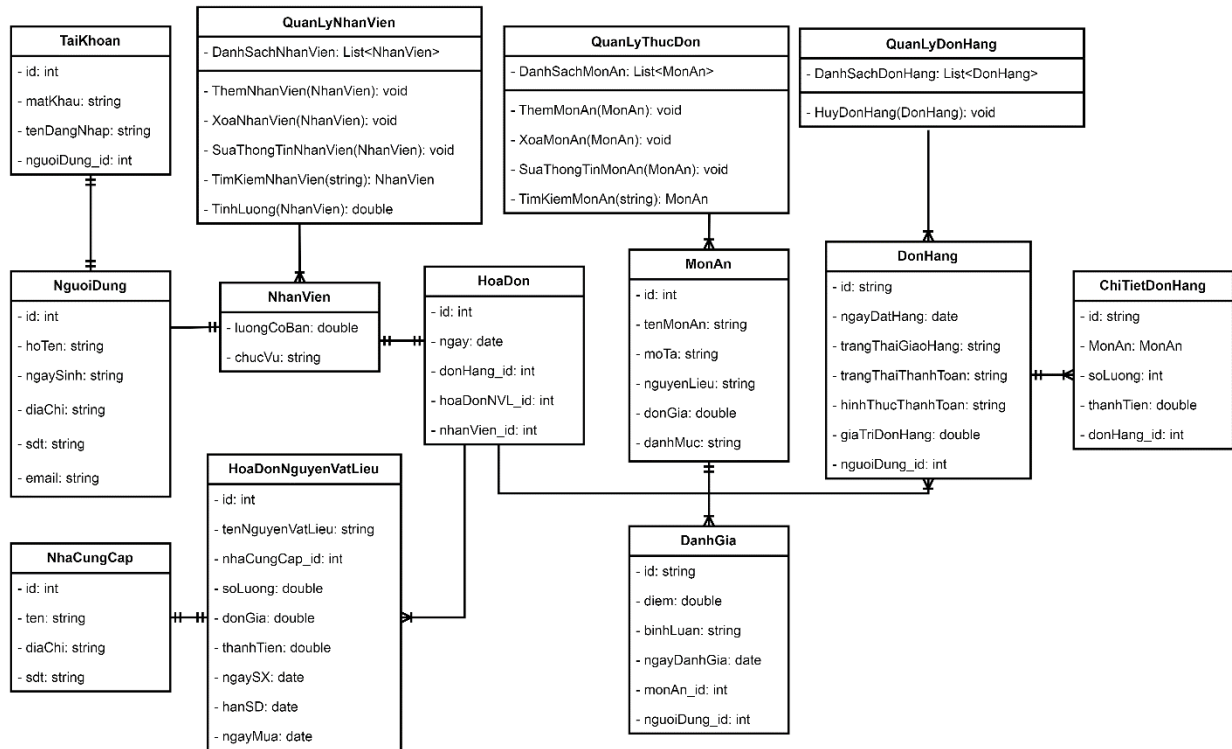 TaiKhoan
- id: int
- matKhau: string
- tenDangNhap: string
- nguoiDung_id: int
QuanLyNhanVien
- DanhSachNhanVien: List<NhanVien>
- ThemNhanVien(NhanVien): void
- XoaNhanVien(NhanVien): void
- SuaThongTinNhanVien(NhanVien): void
- TimKiemNhanVien(string): NhanVien
- TinhLuong(NhanVien): double
QuanLyThucDon
- DanhSachMonAn: List<MonAn>
- ThemMonAn(MonAn): void
- XoaMonAn(MonAn): void
- SuaThongTinMonAn(MonAn): void
- TimKiemMonAn(string): MonAn
QuanLyDonHang
- DanhSachDonHang: List<DonHang>
- HuyDonHang(DonHang): void
NguoiDung
- id: int
- hoTen: string
- ngaySinh: string
- diaChi: string
- sdt: string
- email: string
NhanVien
- luongCoBan: double
- chucVu: string
HoaDon
- id: int
- ngay: date
- donHang_id: int
- hoaDonNVL_id: int
- nhanVien_id: int
MonAn
- id: int
- tenMonAn: string
- moTa: string
- nguyenLieu: string
- donGia: double
- danhMuc: string
DonHang
- id: string
- ngayDatHang: date
- trangThaiGiaoHang: string
- trangThaiThanhToan: string
- hinhThucThanhToan: string
- giaTriDonHang: double
- nguoiDung_id: int
ChiTietDonHang
- id: string
- MonAn: MonAn
- soLuong: int
- thanhTien: double
- donHang_id: int
NhaCungCap
- id: int
- ten: string
- diaChi: string
- sdt: string
HoaDonNguyenVatLieu
- id: int
- tenNguyenVatLieu: string
- nhaCungCap_id: int
- soLuong: double
- donGia: double
- thanhTien: double
- ngaySX: date
- hanSD: date
- ngayMua: date
DanhGia
- id: string
- diem: double
- binhLuan: string
- ngayDanhGia: date
- monAn_id: int
- nguoiDung_id: int